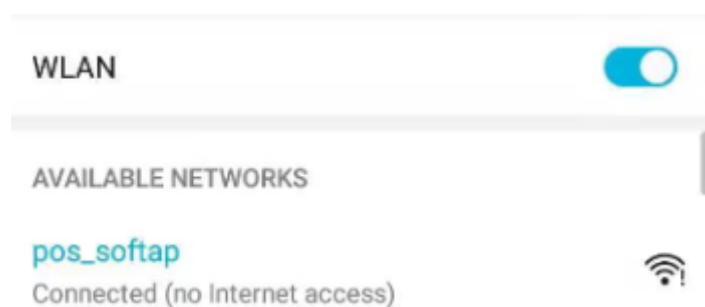 WLAN
AVAILABLE NETWORKS
pos_softap
Connected (no Internet access)